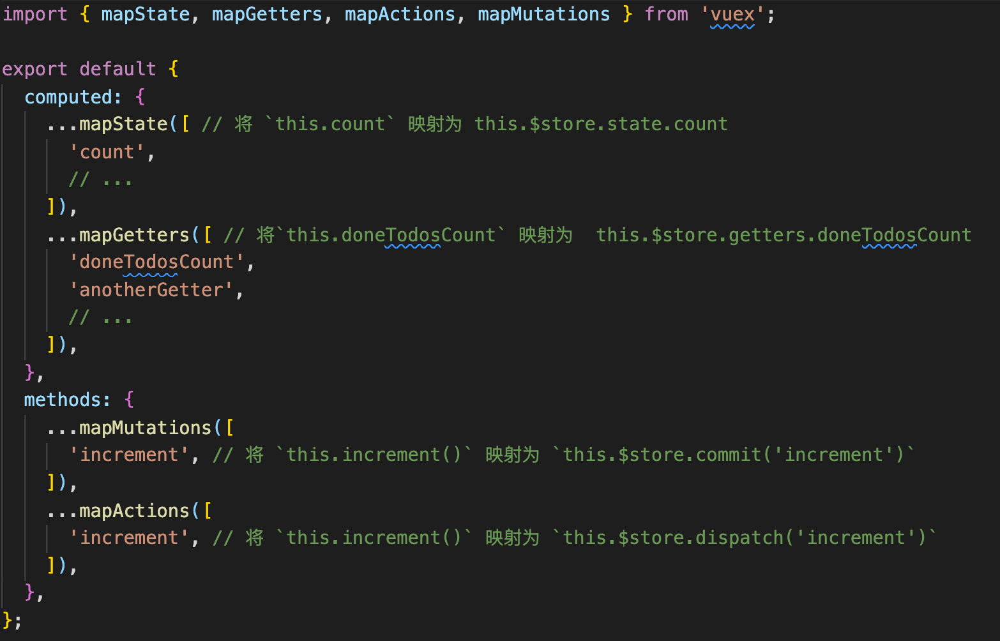 import { mapState, mapGetters, mapActions, mapMutations } from 'vuex';
export default {
computed: {
...mapState([ // 将 `this.count` 映射为 this.$store.state.count
'count',
// ...
]),
...mapGetters([ // 将`this.doneTodosCount` 映射为  this.$store.getters.doneTodosCount
'doneTodosCount',
'anotherGetter',
// ...
]),
},
methods: {
...mapMutations([
'increment', // 将 `this.increment()` 映射为 `this.$store.commit('increment')`
]),
...mapActions([
'increment', // 将 `this.increment()` 映射为 `this.$store.dispatch('increment')`
]),
},
};